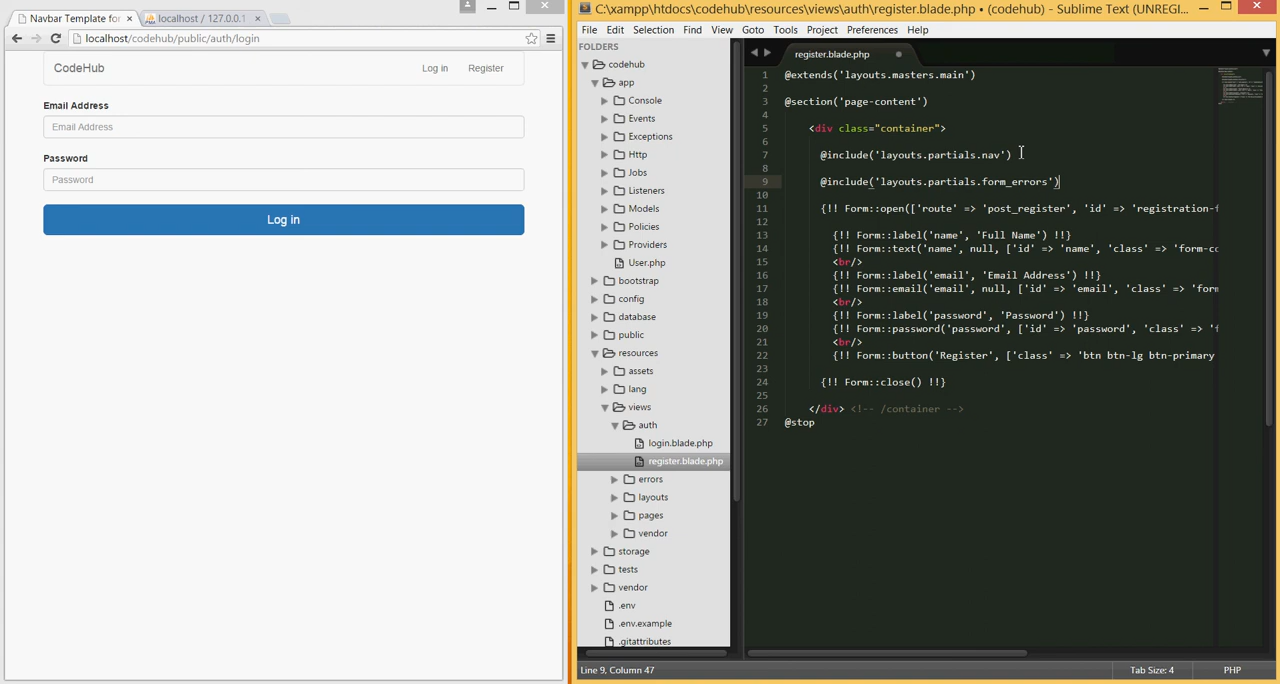 Navbar Template for
localhost / 127.0.0.1
localhost/codehub/public/auth/login
CodeHub
Log in
Register
Email Address
Email Address
Password
Password
Log in
C:\xampp\htdocs\codehub\resources\views\auth\register.blade.php • (codehub) - Sublime Text (UNREGI...
File Edit Selection Find View Goto Tools Project Preferences Help
FOLDERS
codehub
app
Console
Events
Exceptions
Http
Jobs
Listeners
Models
Policies
Providers
User.php
bootstrap
config
database
public
resources
assets
lang
views
auth
login.blade.php
register.blade.php
errors
layouts
pages
vendor
storage
tests
vendor
.env
.env.example
.gitattributes
register.blade.php
1 @extends('layouts.masters.main')
2
3 @section('page-content')
4
5 <div class="container">
6
7 @include('layouts.partials.nav')
8
9 @include('layouts.partials.form_errors')
10
11 {!! Form::open(['route' => 'post_register', 'id' => 'registration-f
12
13 {!! Form::label('name', 'Full Name') !!}
14 {!! Form::text('name', null, ['id' => 'name', 'class' => 'form-co
15 <br/>
16 {!! Form::label('email', 'Email Address') !!}
17 {!! Form::email('email', null, ['id' => 'email', 'class' => 'form
18 <br/>
19 {!! Form::label('password', 'Password') !!}
20 {!! Form::password('password', ['id' => 'password', 'class' => 'f
21 <br/>
22 {!! Form::button('Register', ['class' => 'btn btn-lg btn-primary
23
24 {!! Form::close() !!}
25
26 </div> <!-- /container -->
27 @stop
Line 9, Column 47
Tab Size: 4
PHP